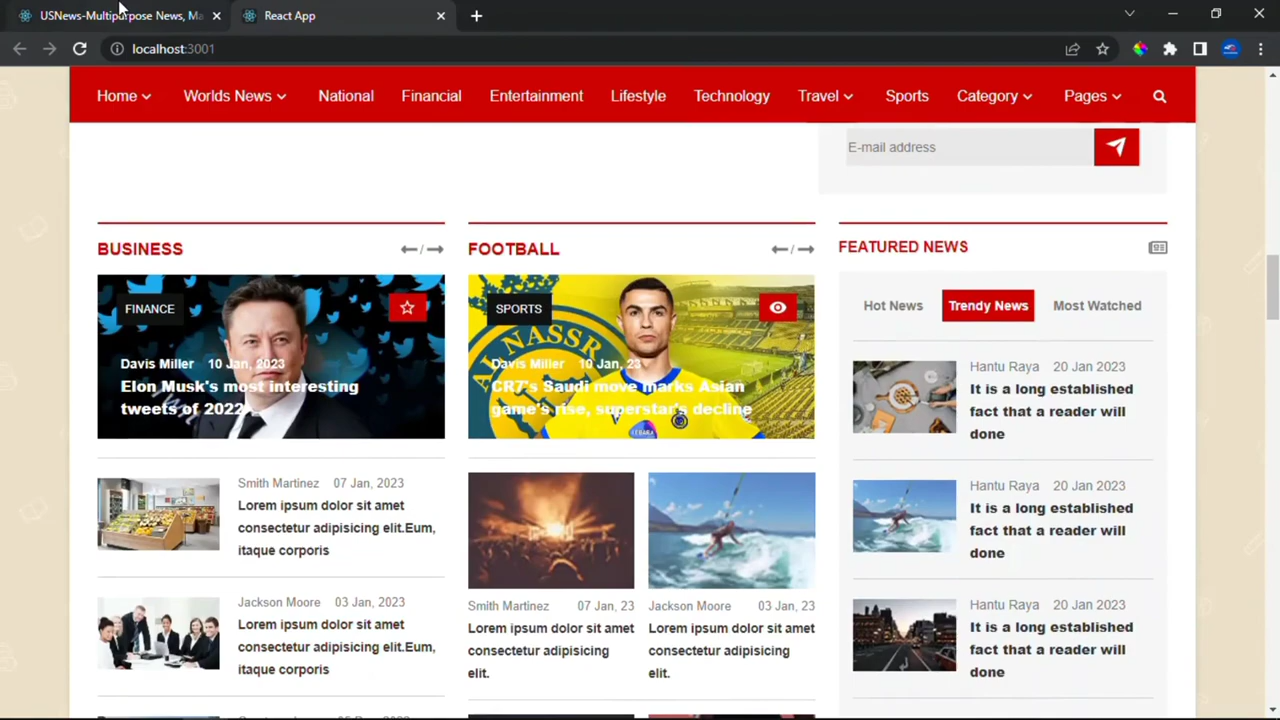 USNews-Multipurpose News, Ma
React App
localhost:3001
Home
Worlds News
National
Financial
Entertainment
Lifestyle
Technology
Travel
Sports
Category
Pages
E-mail address
BUSINESS
/
FINANCE
Davis Miller 10 Jan, 2023
Elon Musk's most interesting
tweets of 2022
Smith Martinez 07 Jan, 2023
Lorem ipsum dolor sit amet
consectetur adipisicing elit.Eum,
itaque corporis
Jackson Moore 03 Jan, 2023
Lorem ipsum dolor sit amet
consectetur adipisicing elit.Eum,
itaque corporis
FOOTBALL
/
SPORTS
AL NASSR
Davis Miller 10 Jan, 23
CR7's Saudi move marks Asian
game's rise, superstar's decline
Smith Martinez 07 Jan, 23
Lorem ipsum dolor sit amet
consectetur adipisicing
elit.
Jackson Moore 03 Jan, 23
Lorem ipsum dolor sit amet
consectetur adipisicing
elit.
FEATURED NEWS
Hot News
Trendy News
Most Watched
Hantu Raya 20 Jan 2023
It is a long established
fact that a reader will
done
Hantu Raya 20 Jan 2023
It is a long established
fact that a reader will
done
Hantu Raya 20 Jan 2023
It is a long established
fact that a reader will
done